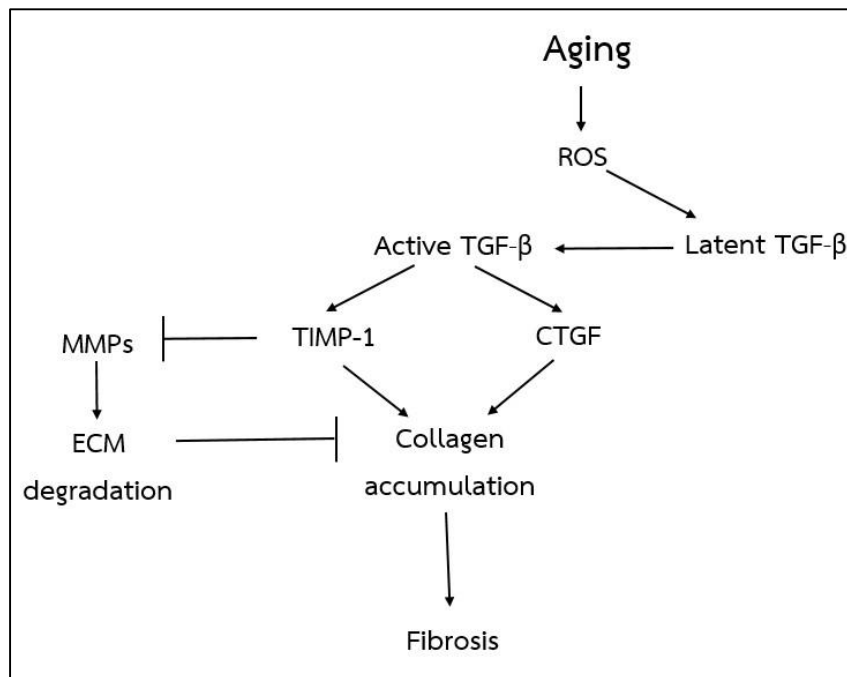 Aging
ROS
Active TGF-β
Latent TGF-β
MMPs
TIMP-1
CTGF
ECM
degradation
Collagen
accumulation
Fibrosis